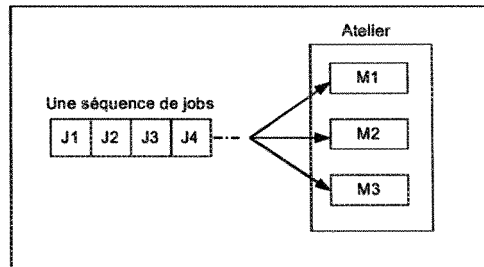 Atelier
M1
Une séquence de jobs
J1 J2 J3 J4
M2
M3